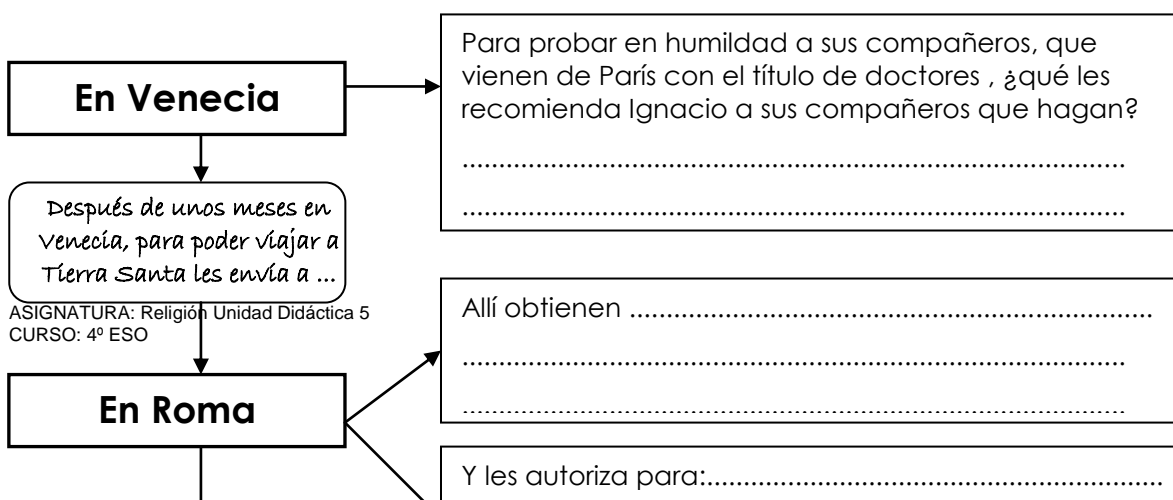 En Venecia
Para probar en humildad a sus compañeros, que
vienen de París con el título de doctores , ¿qué les
recomienda Ignacio a sus compañeros que hagan?
..........................................................................................
..........................................................................................
Después de unos meses en
Venecia, para poder viajar a
Tierra Santa les envía a ...
ASIGNATURA: Religión Unidad Didáctica 5
CURSO: 4º ESO
En Roma
Allí obtienen .......................................................................
..........................................................................................
..........................................................................................
Y les autoriza para:..............................................................